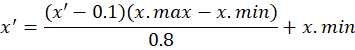 x′ = (x′ − 0.1)(x.max − x.min) / 0.8 + x.min